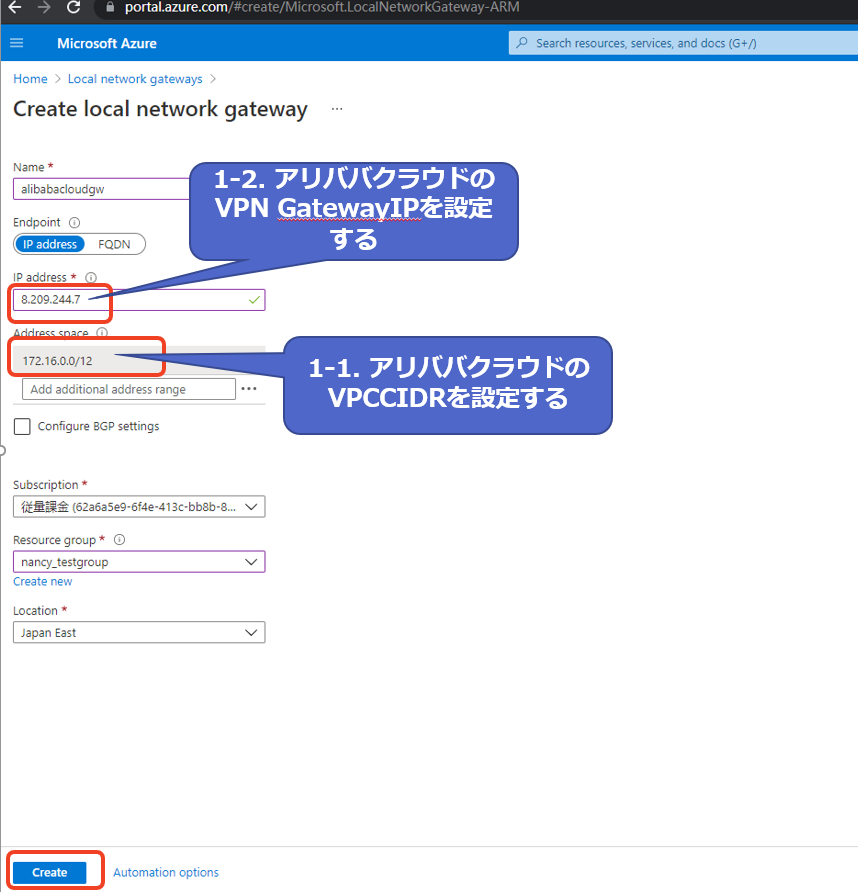 portal.azure.com/#create/Microsoft.LocalNetworkGateway-ARM
Microsoft Azure
Search resources, services, and docs (G+/)
Home > Local network gateways >
Create local network gateway ...
Name *
alibabacloudgw
1-2. アリババクラウドの
VPN GatewayIPを設定
する
Endpoint
IP address FQDN
IP address *
8.209.244.7
Address space
172.16.0.0/12
1-1. アリババクラウドの
VPCCIDRを設定する
Add additional address range
Configure BGP settings
Subscription *
従量課金 (62a6a5e9-6f4e-413c-bb8b-8...
Resource group *
nancy_testgroup
Create new
Location *
Japan East
Create
Automation options